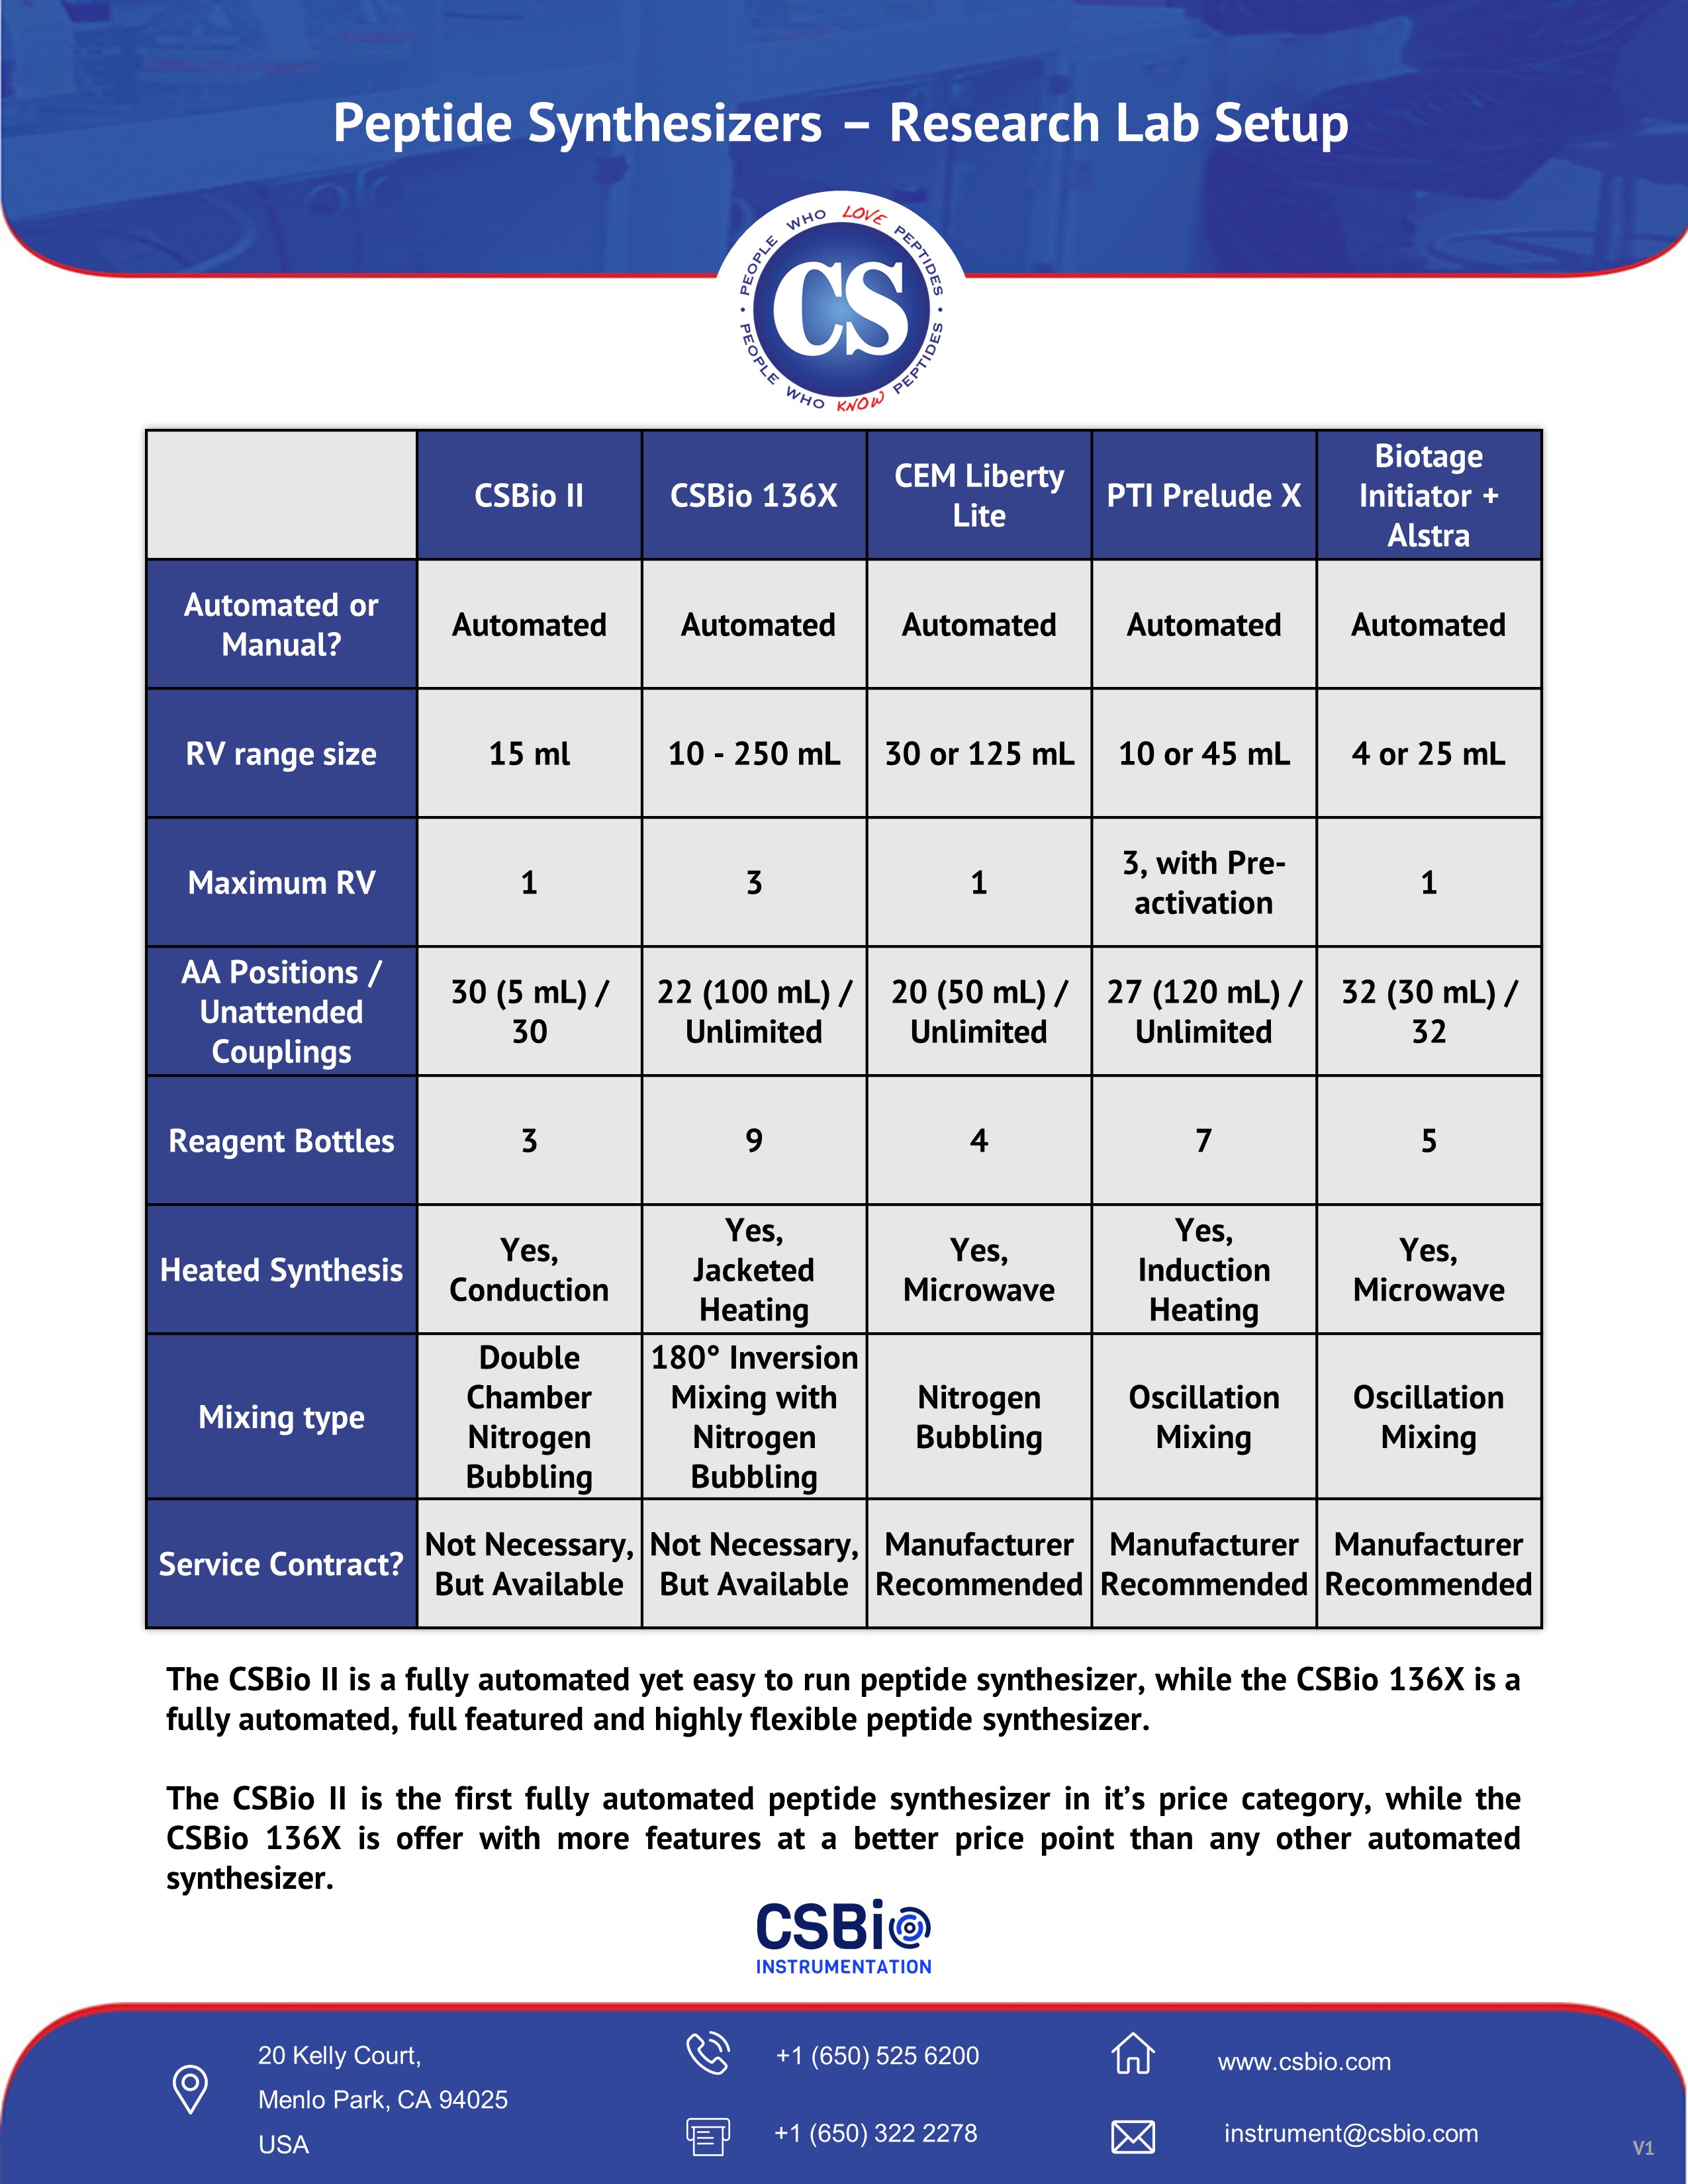 Peptide Synthesizers – Research Lab Setup
PEOPLE WHO LOVE PEPTIDES • PEOPLE WHO KNOW PEPTIDES •
CS
CSBio II
CSBio 136X
CEM Liberty
Lite
PTI Prelude X
Biotage
Initiator +
Alstra
Automated or
Manual?
Automated
Automated
Automated
Automated
Automated
RV range size
15 ml
10 - 250 mL
30 or 125 mL
10 or 45 mL
4 or 25 mL
Maximum RV
1
3
1
3, with Pre-
activation
1
AA Positions /
Unattended
Couplings
30 (5 mL) /
30
22 (100 mL) /
Unlimited
20 (50 mL) /
Unlimited
27 (120 mL) /
Unlimited
32 (30 mL) /
32
Reagent Bottles
3
9
4
7
5
Heated Synthesis
Yes,
Conduction
Yes,
Jacketed
Heating
Yes,
Microwave
Yes,
Induction
Heating
Yes,
Microwave
Mixing type
Double
Chamber
Nitrogen
Bubbling
180° Inversion
Mixing with
Nitrogen
Bubbling
Nitrogen
Bubbling
Oscillation
Mixing
Oscillation
Mixing
Service Contract?
Not Necessary,
But Available
Not Necessary,
But Available
Manufacturer
Recommended
Manufacturer
Recommended
Manufacturer
Recommended
The CSBio II is a fully automated yet easy to run peptide synthesizer, while the CSBio 136X is a
fully automated, full featured and highly flexible peptide synthesizer.
The CSBio II is the first fully automated peptide synthesizer in it’s price category, while the
CSBio 136X is offer with more features at a better price point than any other automated
synthesizer.
CSBio
INSTRUMENTATION
20 Kelly Court,
Menlo Park, CA 94025
USA
+1 (650) 525 6200
+1 (650) 322 2278
www.csbio.com
instrument@csbio.com
V1